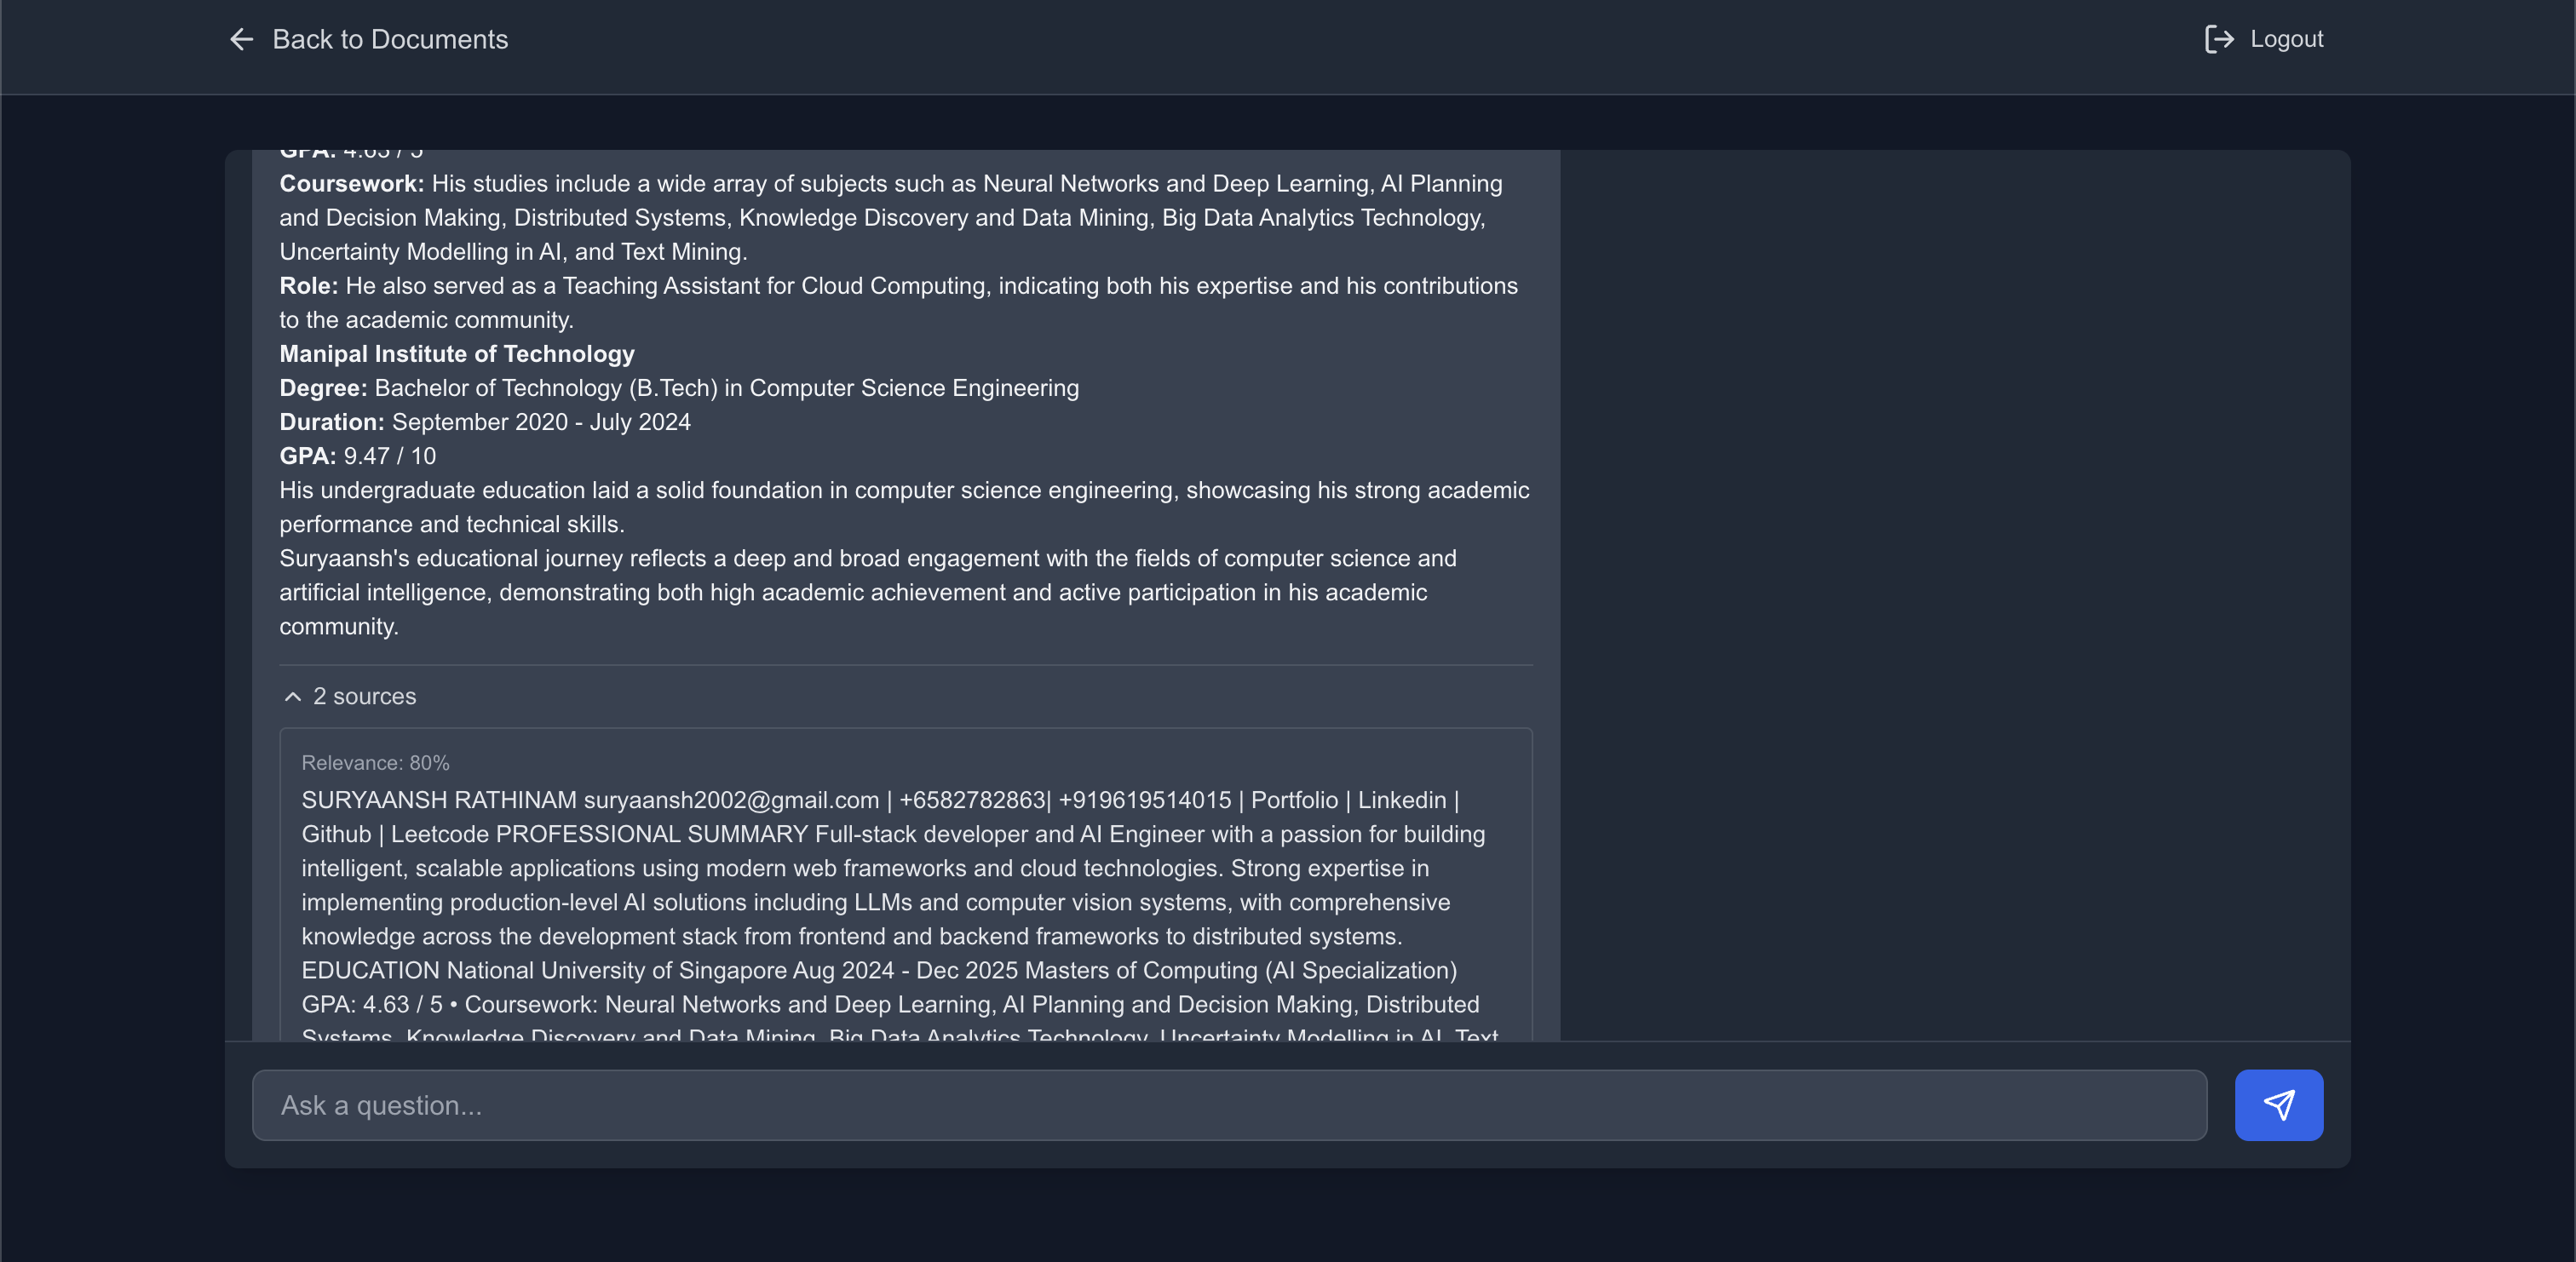 Back to Documents
Logout
GPA: 4.63 / 5
Coursework: His studies include a wide array of subjects such as Neural Networks and Deep Learning, AI Planning
and Decision Making, Distributed Systems, Knowledge Discovery and Data Mining, Big Data Analytics Technology,
Uncertainty Modelling in AI, and Text Mining.
Role: He also served as a Teaching Assistant for Cloud Computing, indicating both his expertise and his contributions
to the academic community.
Manipal Institute of Technology
Degree: Bachelor of Technology (B.Tech) in Computer Science Engineering
Duration: September 2020 - July 2024
GPA: 9.47 / 10
His undergraduate education laid a solid foundation in computer science engineering, showcasing his strong academic
performance and technical skills.
Suryaansh's educational journey reflects a deep and broad engagement with the fields of computer science and
artificial intelligence, demonstrating both high academic achievement and active participation in his academic
community.
2 sources
Relevance: 80%
SURYAANSH RATHINAM suryaansh2002@gmail.com | +6582782863| +919619514015 | Portfolio | Linkedin |
Github | Leetcode PROFESSIONAL SUMMARY Full-stack developer and AI Engineer with a passion for building
intelligent, scalable applications using modern web frameworks and cloud technologies. Strong expertise in
implementing production-level AI solutions including LLMs and computer vision systems, with comprehensive
knowledge across the development stack from frontend and backend frameworks to distributed systems.
EDUCATION National University of Singapore Aug 2024 - Dec 2025 Masters of Computing (AI Specialization)
GPA: 4.63 / 5 • Coursework: Neural Networks and Deep Learning, AI Planning and Decision Making, Distributed
Systems, Knowledge Discovery and Data Mining, Big Data Analytics Technology, Uncertainty Modelling in AI, Text
Ask a question...